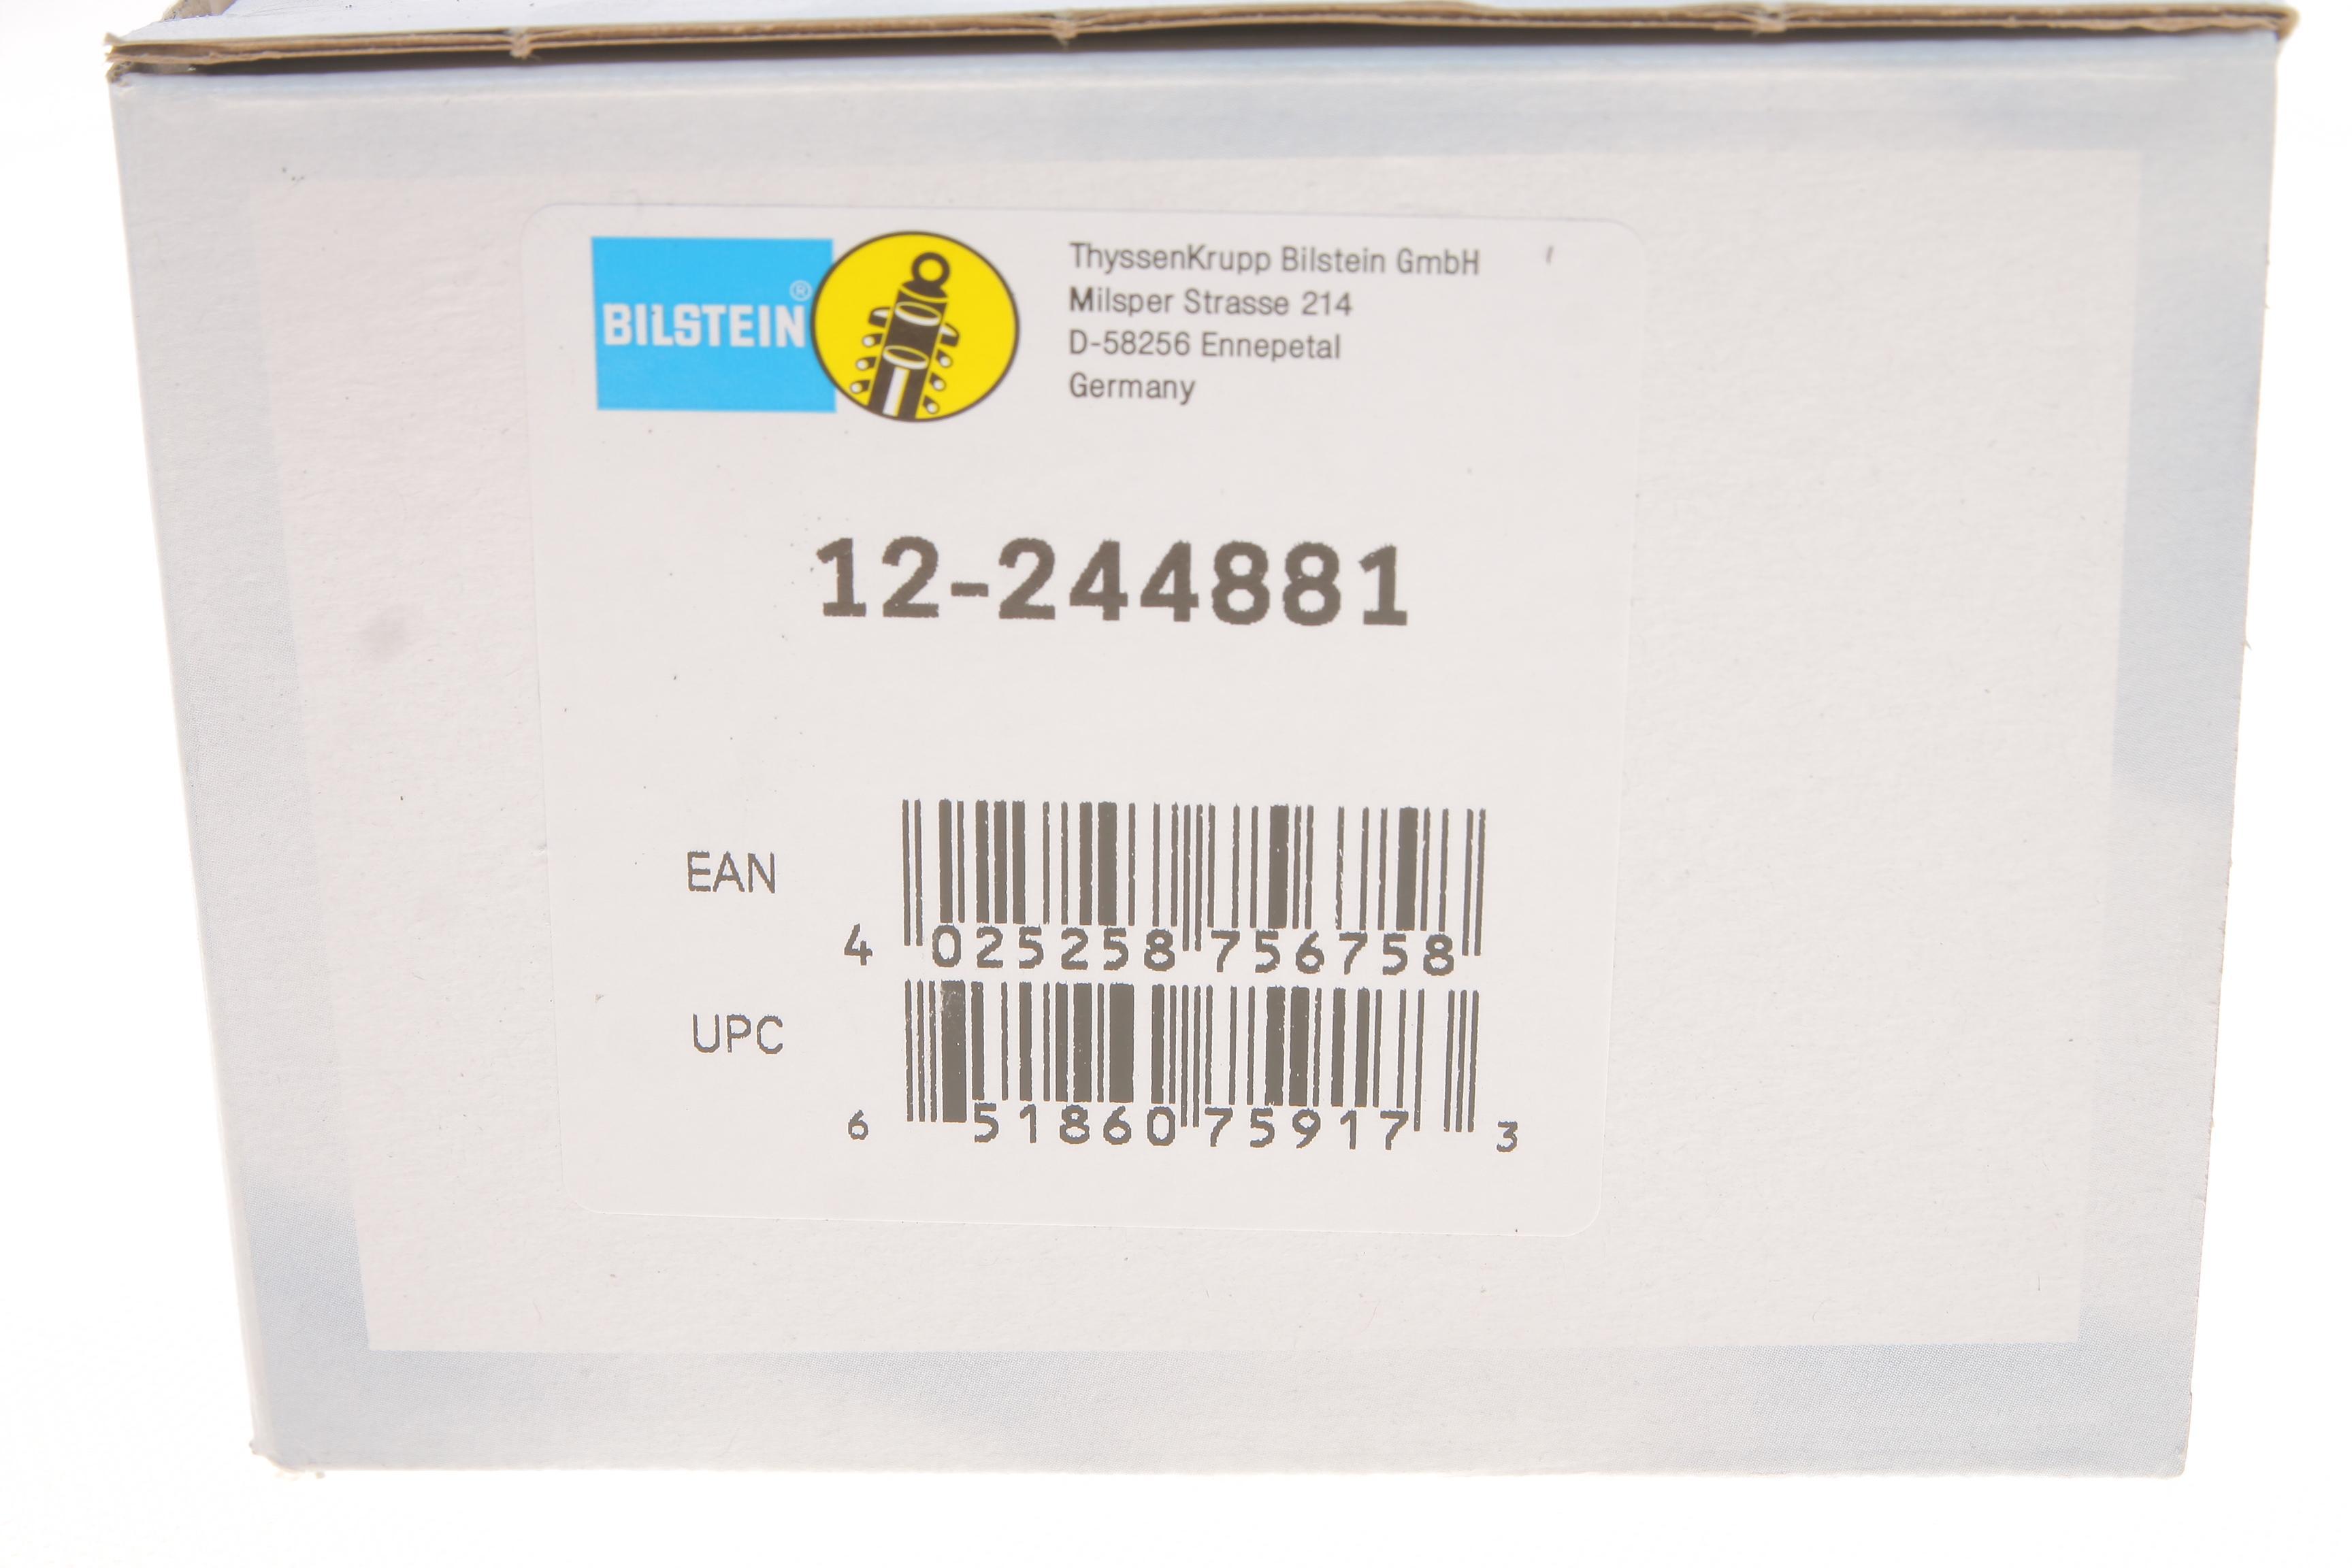 BILSTEIN®
ThyssenKrupp Bilstein GmbH
Milsper Strasse 214
D-58256 Ennepetal
Germany
12-244881
EAN
4 025258 756758
UPC
6 51860 75917 3